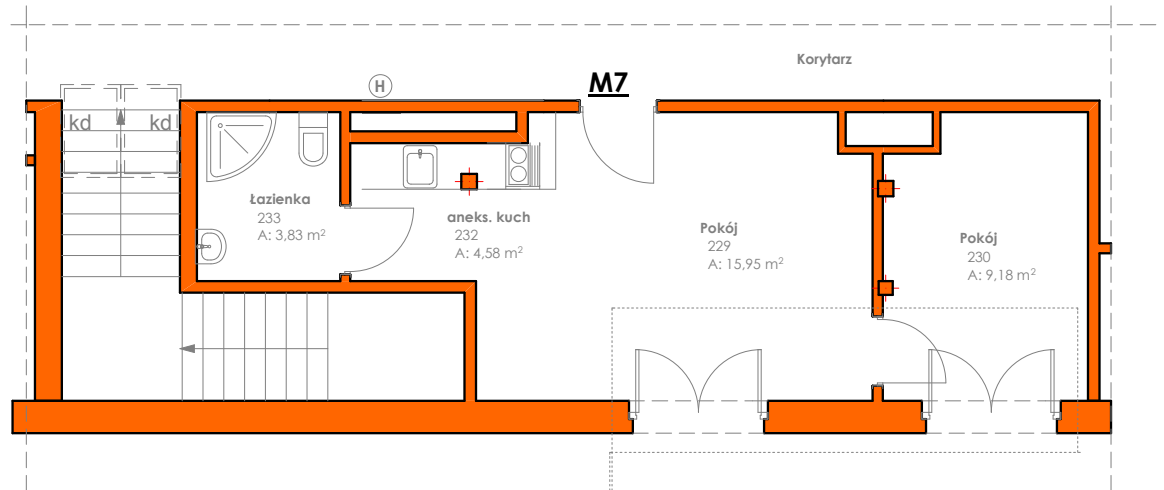 Korytarz
H
M7
kd
kd
Łazienka
233
A: 3,83 m²
aneks. kuch
232
A: 4,58 m²
Pokój
229
A: 15,95 m²
Pokój
230
A: 9,18 m²